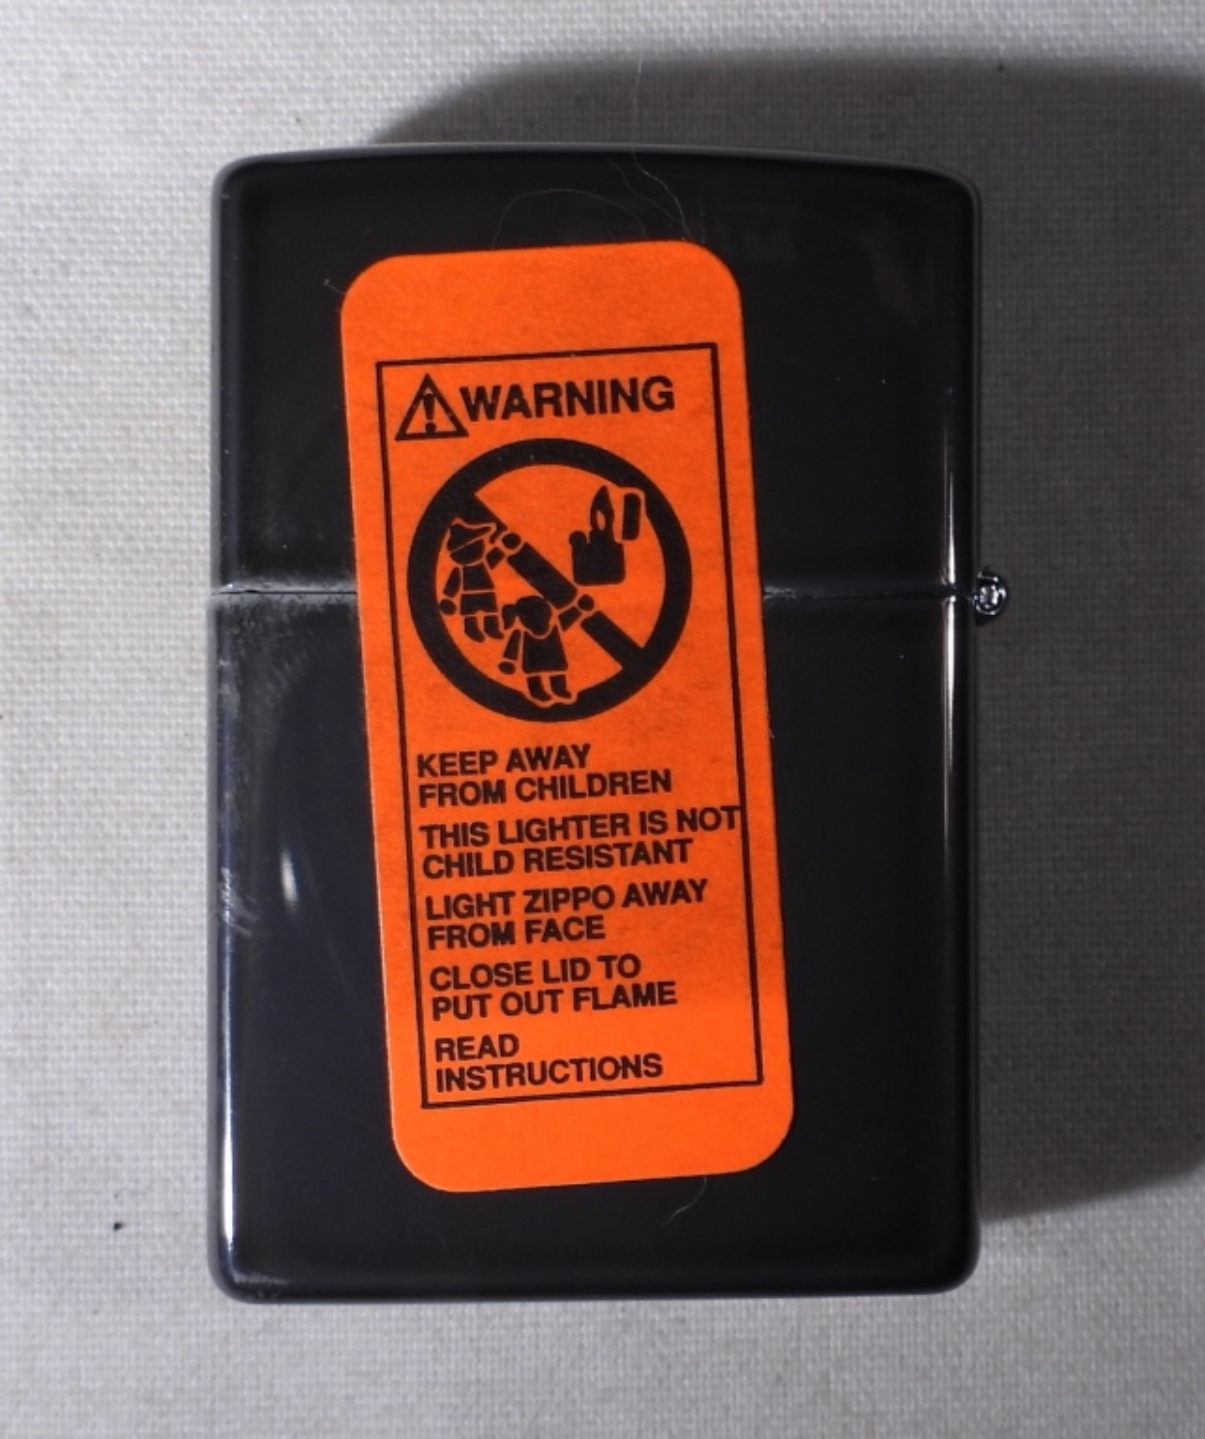 WARNING
KEEP AWAY
FROM CHILDREN
THIS LIGHTER IS NOT
CHILD RESISTANT
LIGHT ZIPPO AWAY
FROM FACE
CLOSE LID TO
PUT OUT FLAME
READ
INSTRUCTIONS